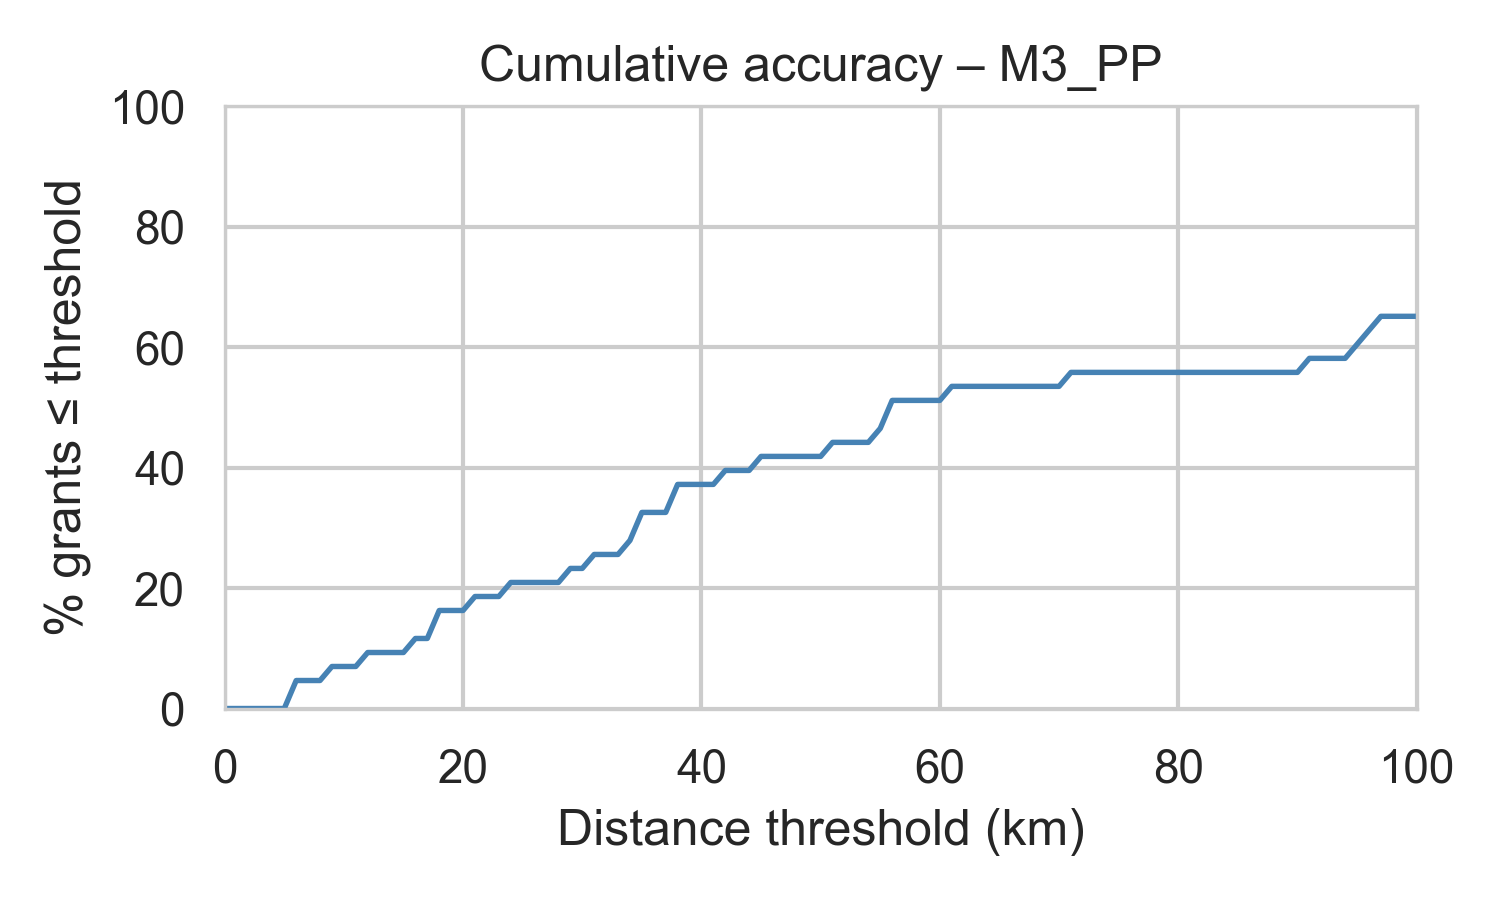 Cumulative accuracy – M3_PP
100
80
60
40
20
0
% grants ≤ threshold
0 20 40 60 80 100
Distance threshold (km)